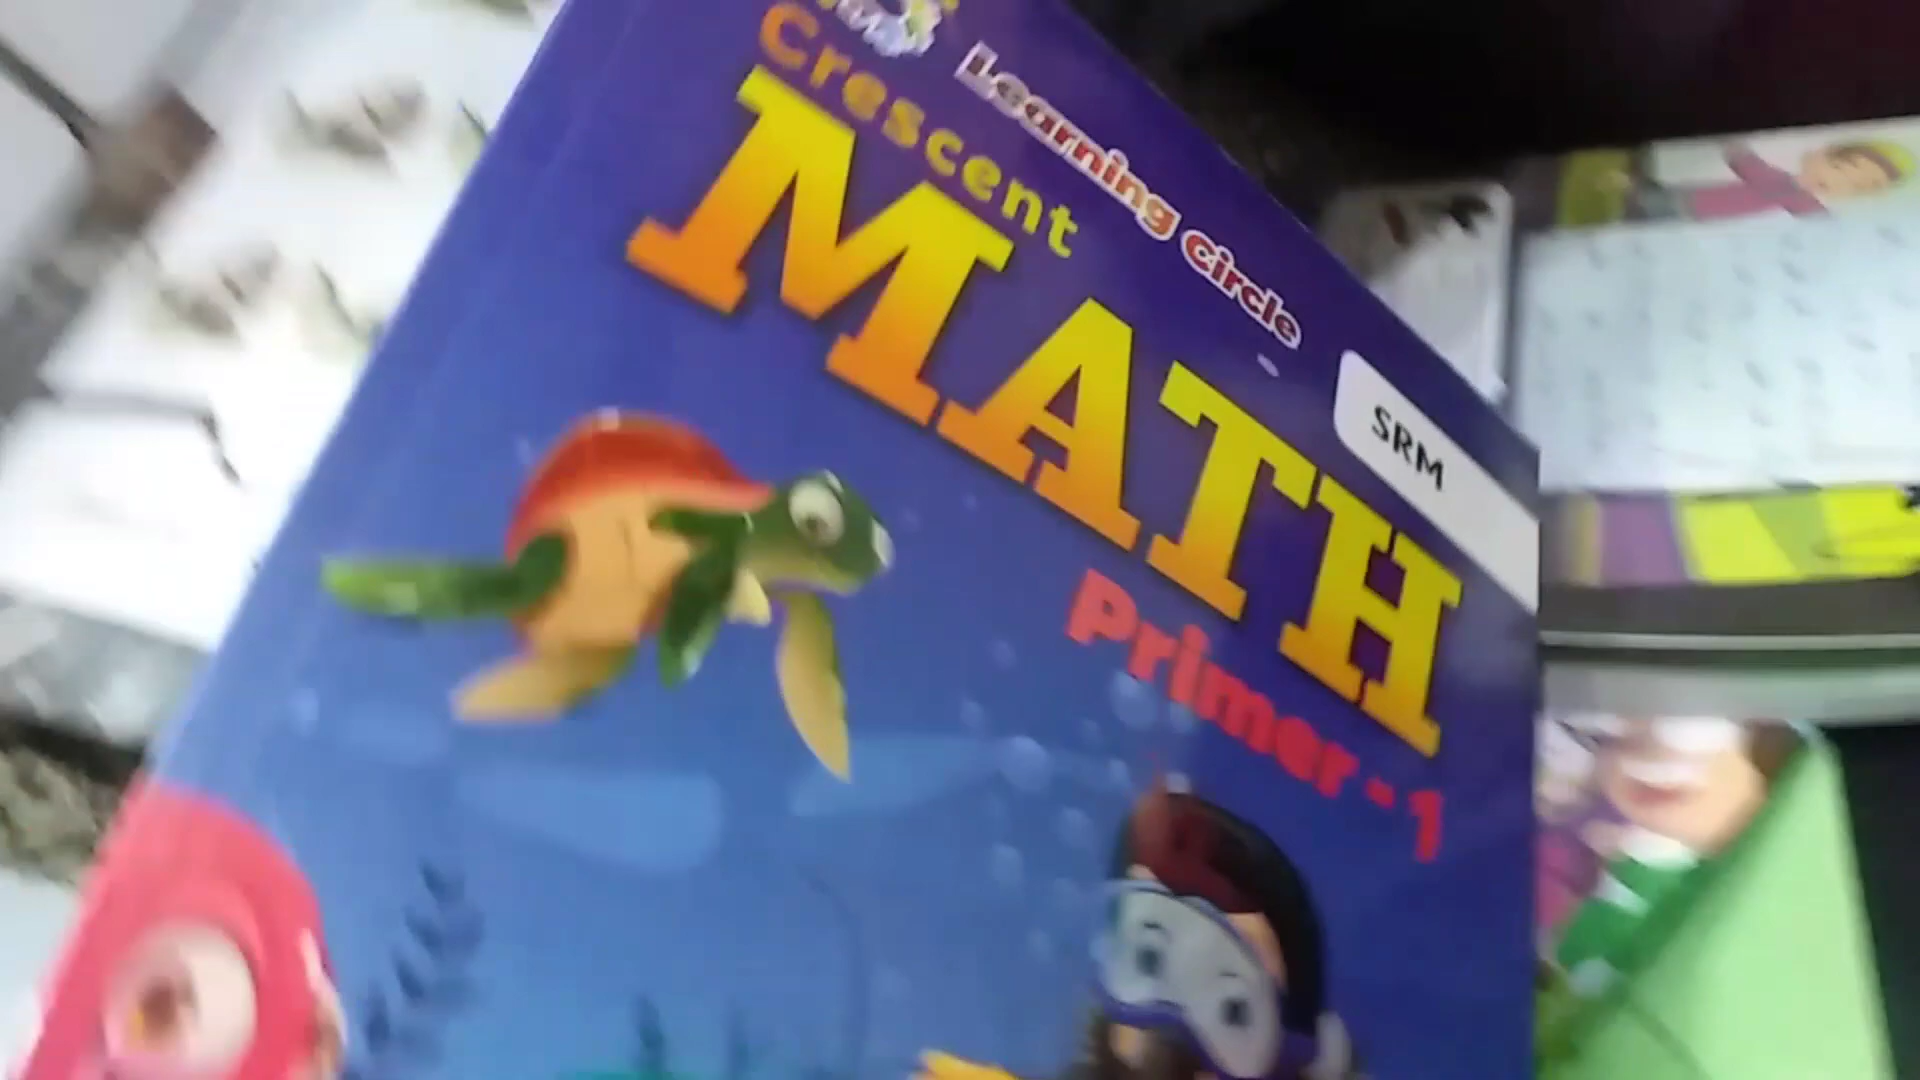 Learning Circle
Crescent
MATH
SRM
Primer - 1